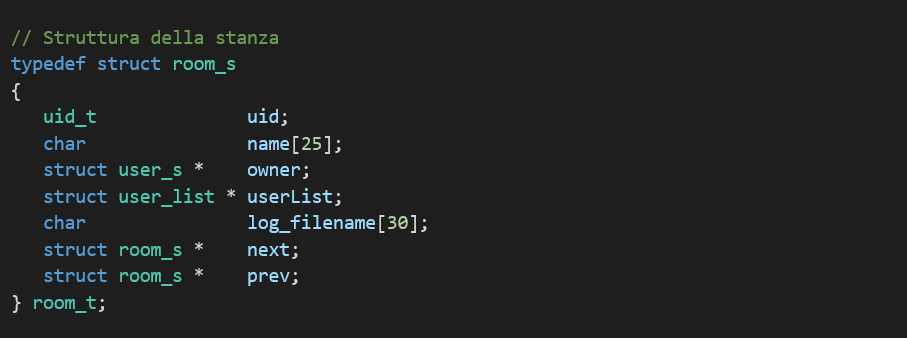 // Struttura della stanza
typedef struct room_s
{
   uid_t              uid;
   char               name[25];
   struct user_s *    owner;
   struct user_list * userList;
   char               log_filename[30];
   struct room_s *    next;
   struct room_s *    prev;
} room_t;